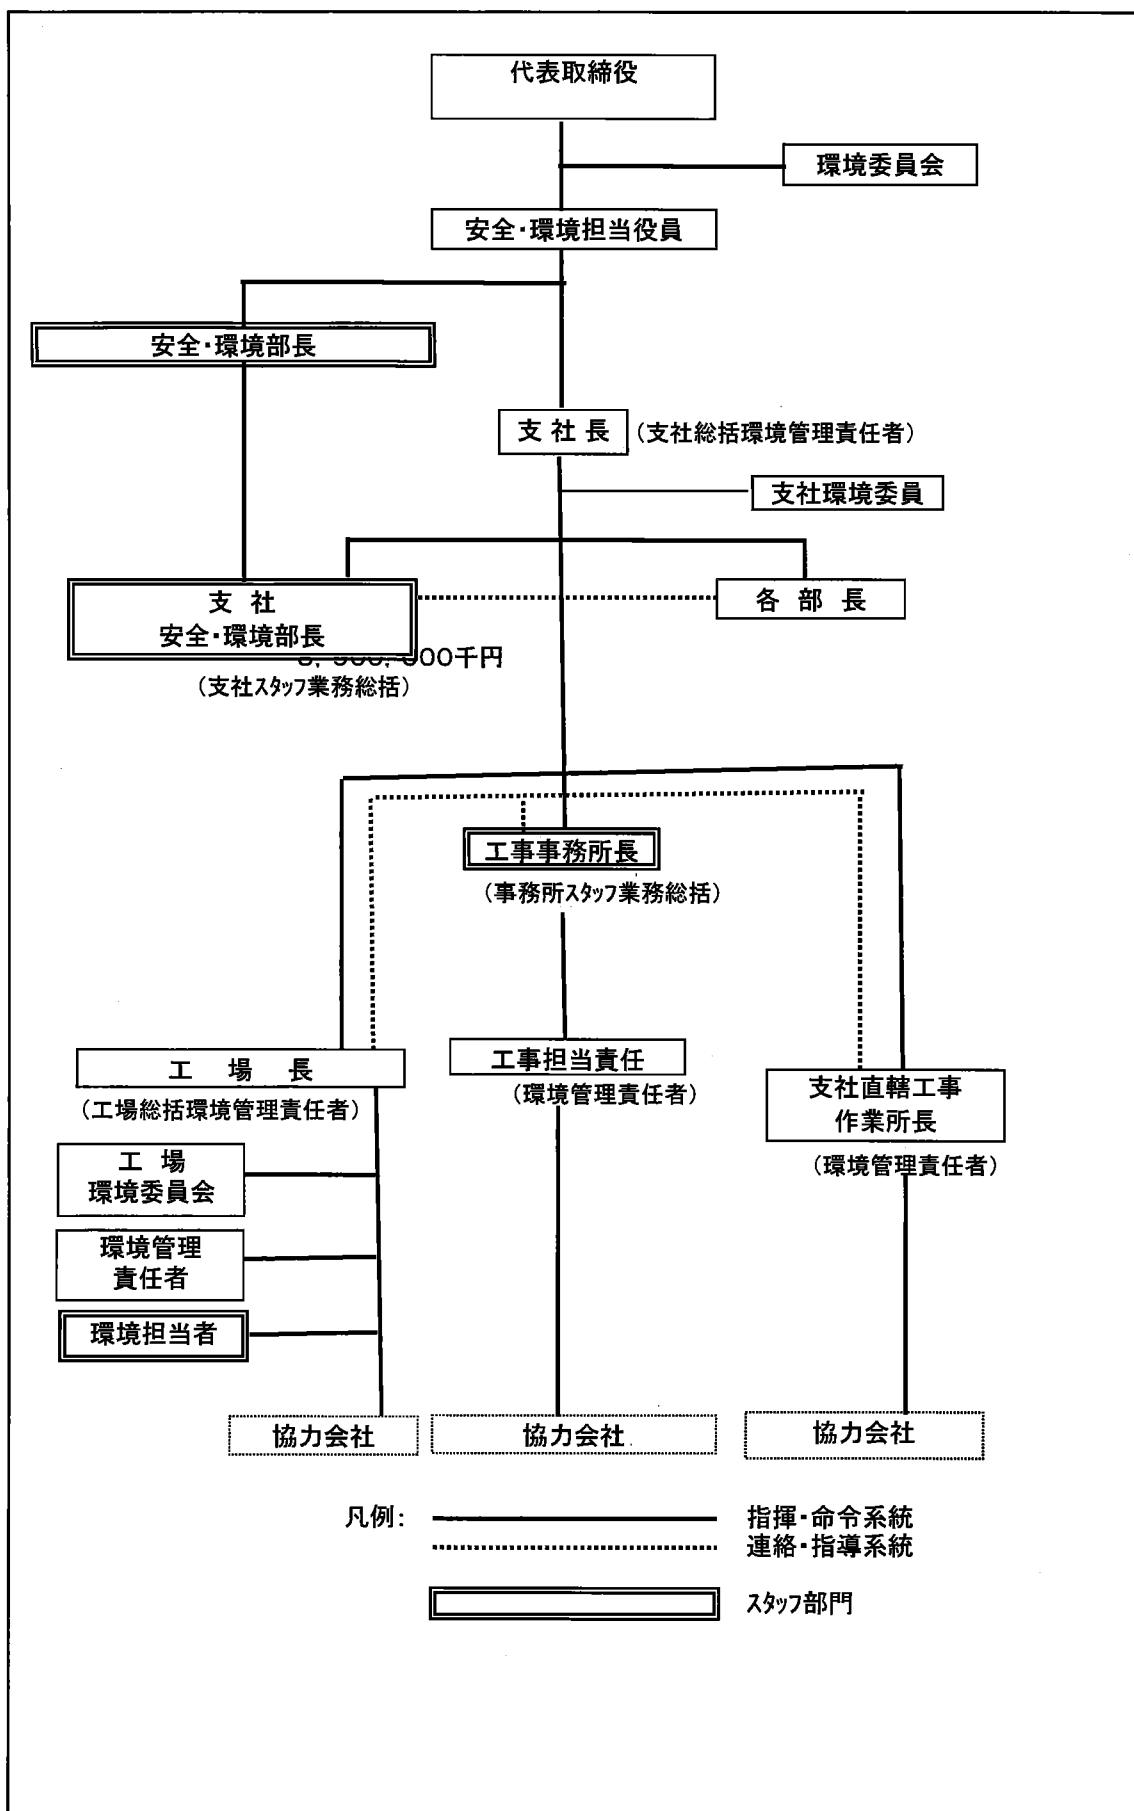 代表取締役
環境委員会
安全・環境担当役員
安全・環境部長
支社長
（支社総括環境管理責任者）
支社環境委員
支社
安全・環境部長
各部長
000千円
（支社スタッフ業務総括）
工事事務所長
（事務所スタッフ業務総括）
工場長
（工場総括環境管理責任者）
工事担当責任
（環境管理責任者）
支社直轄工事
作業所長
（環境管理責任者）
工場
環境委員会
環境管理
責任者
環境担当者
協力会社
協力会社
協力会社
凡例：
指揮・命令系統
連絡・指導系統
スタッフ部門